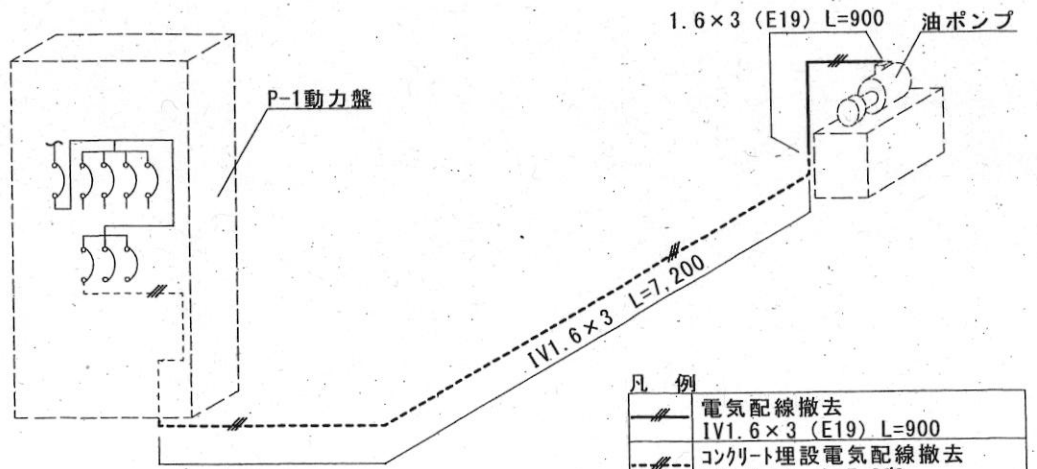 1.6×3 (E19) L=900
油ポンプ
P-1動力盤
IV1.6×3 L=7,200
凡 例
電気配線撤去
IV1.6×3 (E19) L=900
コンクリート埋設電気配線撤去